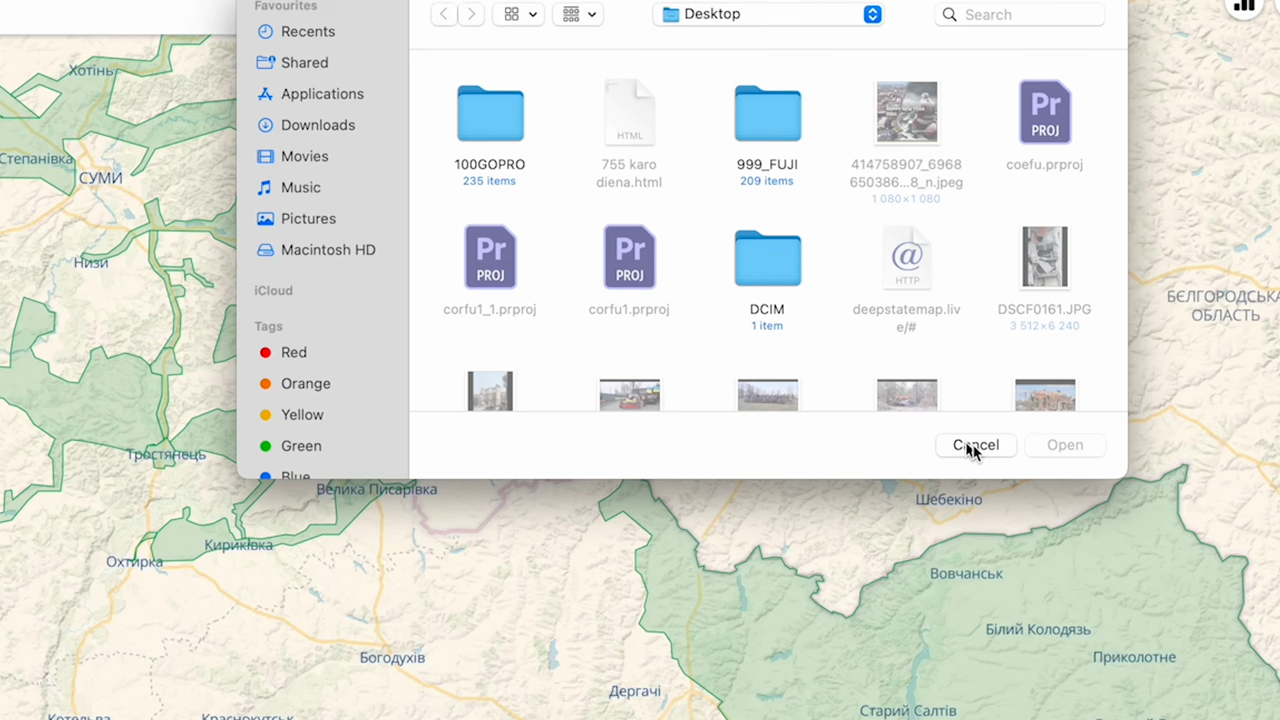 Favourites
Desktop
Search
Recents
Shared
Applications
Downloads
Movies
Music
Pictures
Macintosh HD
iCloud
Tags
Red
Orange
Yellow
Green
Blue
100GOPRO
235 items
HTML
755 karo
diena.html
999_FUJI
209 items
414758907_6968
650386...8_n.jpeg
1 080×1 080
Pr
PROJ
coefu.prproj
Pr
PROJ
corfu1_1.prproj
Pr
PROJ
corfu1.prproj
DCIM
1 item
@
HTTP
deepstatemap.liv
e/#
DSCF0161.JPG
3 512×6 240
Cancel
Open
Хотінь
Степанівка
СУМИ
Низи
БЄЛГОРОДСЬКА
ОБЛАСТЬ
Тростянець
Велика Писарівка
Шебекіно
Кириківка
Охтирка
Вовчанськ
Білий Колодязь
Богодухів
Приколотне
Дергачі
Старий Салтів
Котельва
Краснокутськ